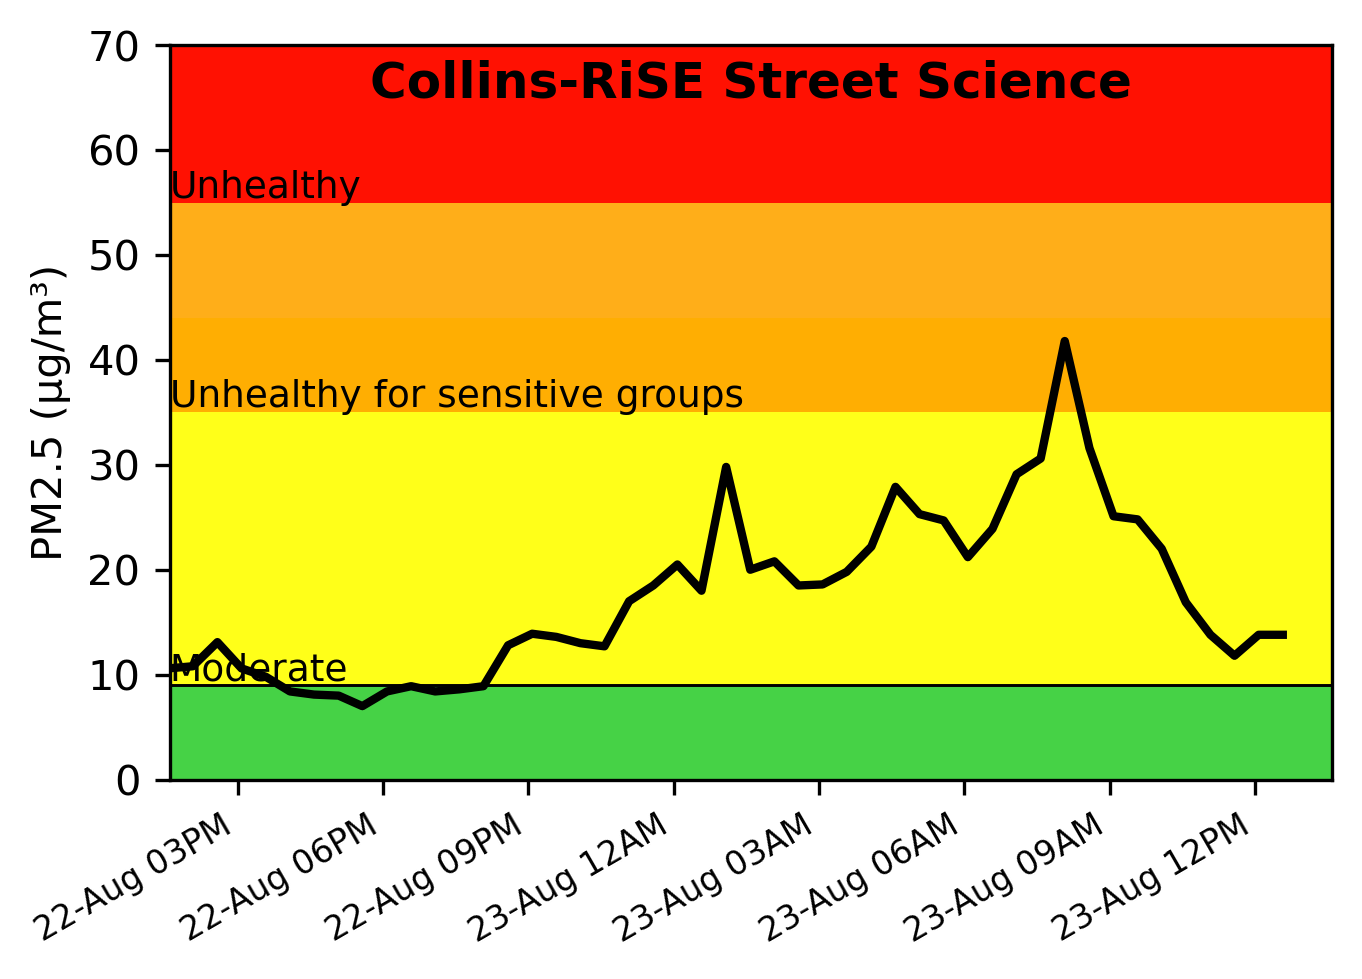 Collins-RiSE Street Science
70
60
50
40
30
20
10
0
PM2.5 (µg/m³)
Unhealthy
Unhealthy for sensitive groups
Moderate
22-Aug 03PM
22-Aug 06PM
22-Aug 09PM
23-Aug 12AM
23-Aug 03AM
23-Aug 06AM
23-Aug 09AM
23-Aug 12PM